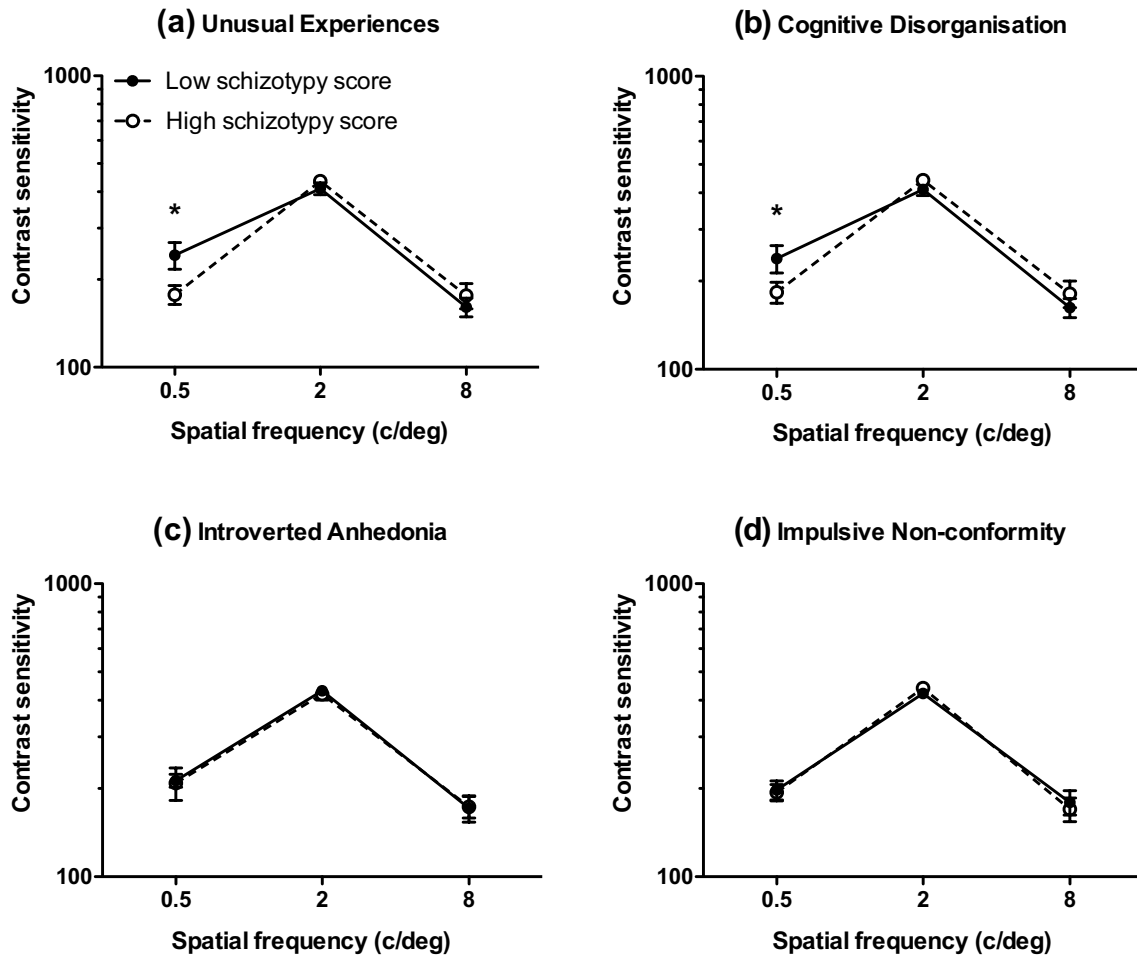 (a) Unusual Experiences
1000
Low schizotypy score
High schizotypy score
Contrast sensitivity
*
100
0.5 2 8
Spatial frequency (c/deg)
(b) Cognitive Disorganisation
1000
Contrast sensitivity
*
100
0.5 2 8
Spatial frequency (c/deg)
(c) Introverted Anhedonia
1000
Contrast sensitivity
100
0.5 2 8
Spatial frequency (c/deg)
(d) Impulsive Non-conformity
1000
Contrast sensitivity
100
0.5 2 8
Spatial frequency (c/deg)